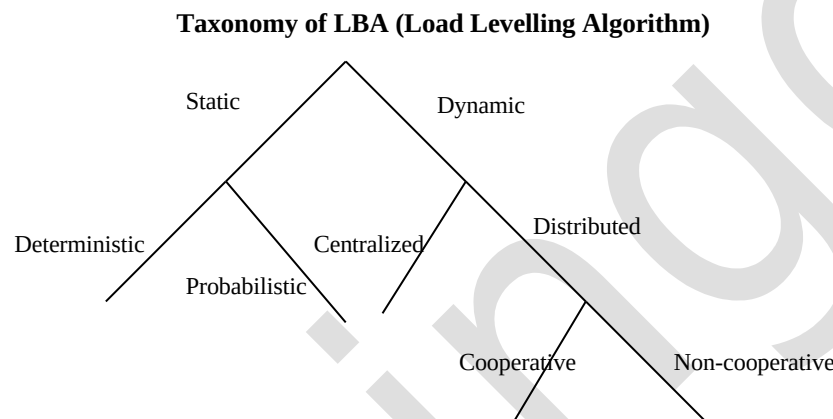 Taxonomy of LBA (Load Levelling Algorithm)
Static
Dynamic
Deterministic
Probabilistic
Centralized
Distributed
Cooperative
Non-cooperative